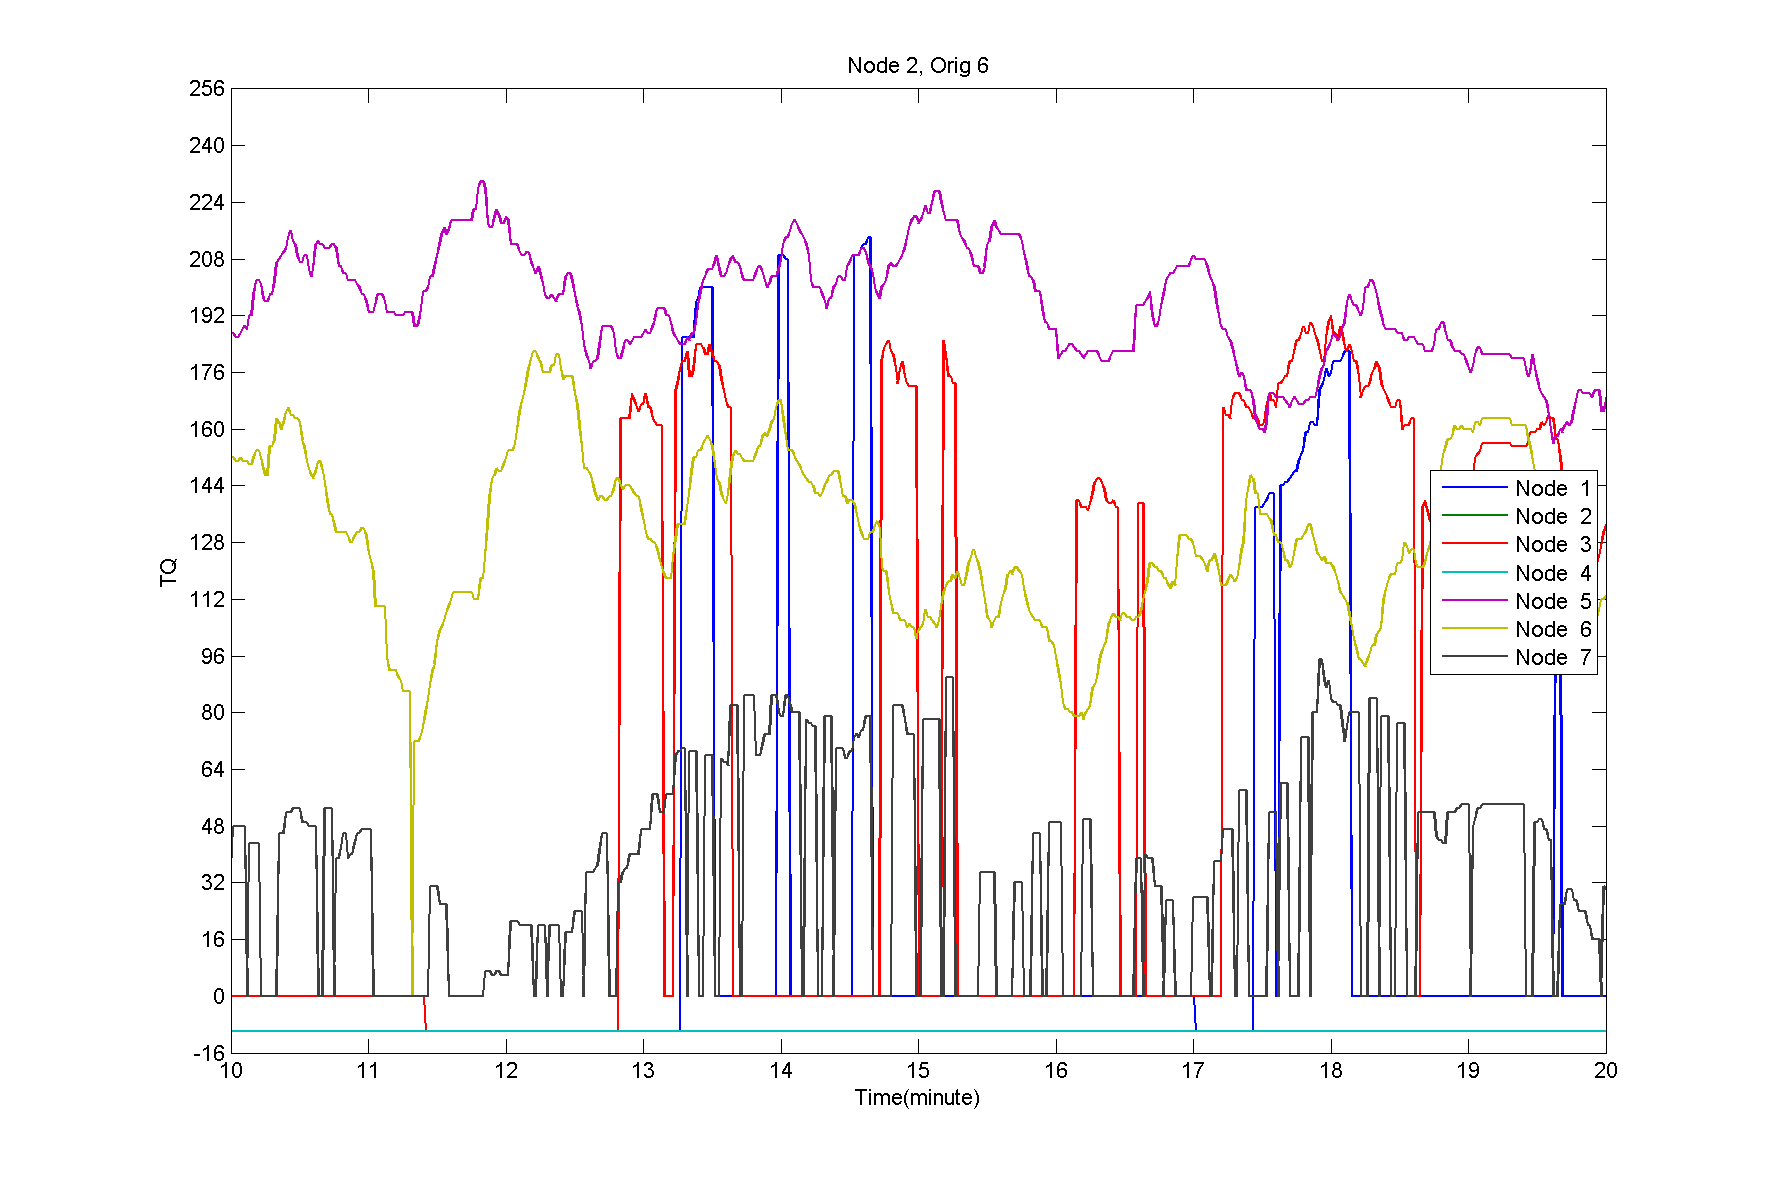 Node 2, Orig 6
256
240
224
208
192
176
160
144
128
112
96
80
64
48
32
16
0
-16
TQ
Node 1
Node 2
Node 3
Node 4
Node 5
Node 6
Node 7
10 11 12 13 14 15 16 17 18 19 20
Time(minute)